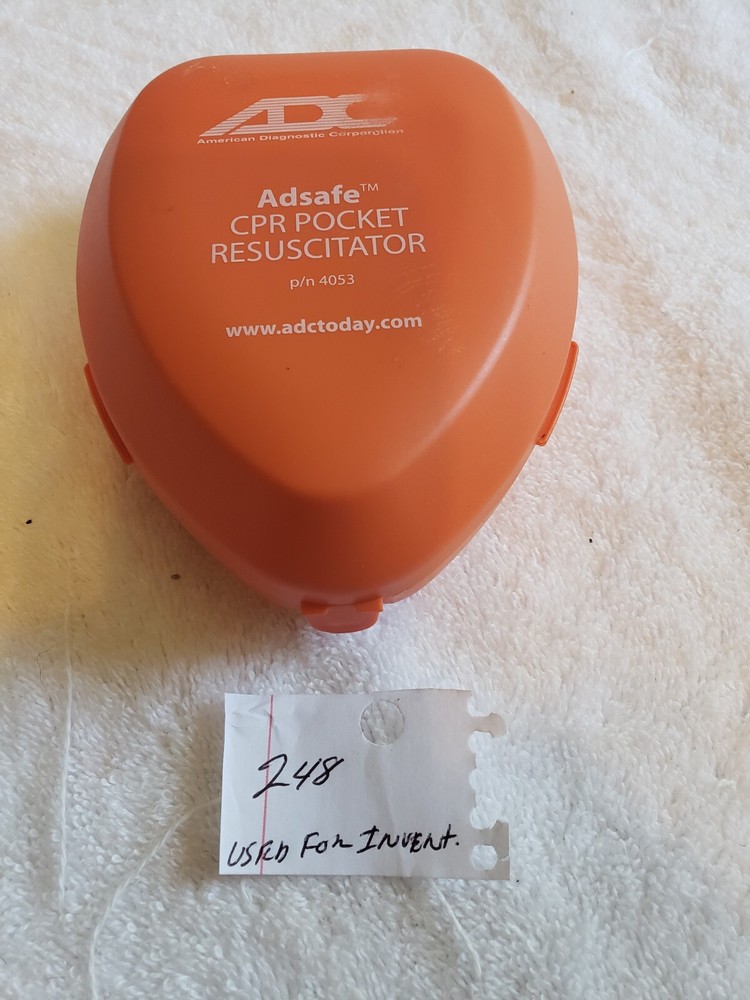 ADC
American Diagnostic Corporation
Adsafe™
CPR POCKET
RESUSCITATOR
p/n 4053
www.adctoday.com
248
USED FOR INVENT.